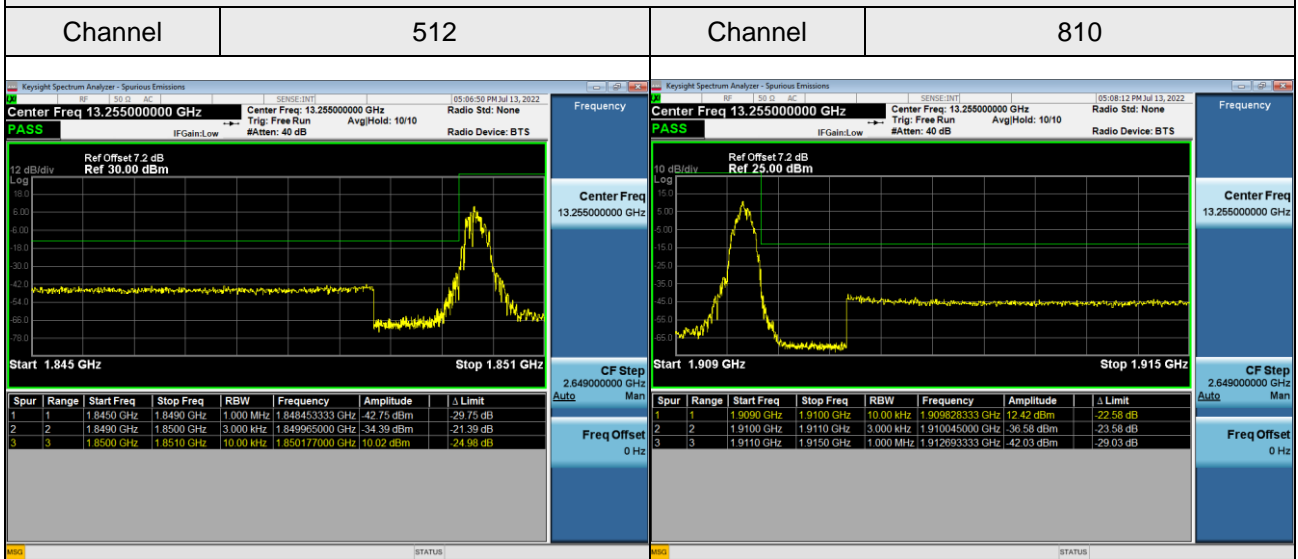 Channel 512 Channel 810
Keysight Spectrum Analyzer - Spurious Emissions
RF 50 Ω AC SENSE:INT 05:06:50 PM Jul 13, 2022
Center Freq 13.255000000 GHz Center Freq: 13.255000000 GHz Radio Std: None Frequency
Trig: Free Run Avg|Hold: 10/10
PASS IFGain:Low #Atten: 40 dB Radio Device: BTS
Ref Offset 7.2 dB
12 dB/div Ref 30.00 dBm
Log
18.0
6.00
-6.00
-18.0
-30.0
-42.0
-54.0
-66.0
-78.0
Start 1.845 GHz Stop 1.851 GHz
Center Freq
13.255000000 GHz
CF Step
2.649000000 GHz
Auto Man
Freq Offset
0 Hz
Spur Range Start Freq Stop Freq RBW Frequency Amplitude Δ Limit
1 1 1.8450 GHz 1.8490 GHz 1.000 MHz 1.848453333 GHz -42.75 dBm -29.75 dB
2 2 1.8490 GHz 1.8500 GHz 3.000 kHz 1.849965000 GHz -34.39 dBm -21.39 dB
3 3 1.8500 GHz 1.8510 GHz 10.00 kHz 1.850177000 GHz 10.02 dBm -24.98 dB
MSG STATUS
Keysight Spectrum Analyzer - Spurious Emissions
RF 50 Ω AC SENSE:INT 05:08:12 PM Jul 13, 2022
Center Freq 13.255000000 GHz Center Freq: 13.255000000 GHz Radio Std: None Frequency
Trig: Free Run Avg|Hold: 10/10
PASS IFGain:Low #Atten: 40 dB Radio Device: BTS
Ref Offset 7.2 dB
10 dB/div Ref 25.00 dBm
Log
15.0
5.00
-5.00
-15.0
-25.0
-35.0
-45.0
-55.0
-65.0
Start 1.909 GHz Stop 1.915 GHz
Center Freq
13.255000000 GHz
CF Step
2.649000000 GHz
Auto Man
Freq Offset
0 Hz
Spur Range Start Freq Stop Freq RBW Frequency Amplitude Δ Limit
1 1 1.9090 GHz 1.9100 GHz 10.00 kHz 1.909828333 GHz 12.42 dBm -22.58 dB
2 2 1.9100 GHz 1.9110 GHz 3.000 kHz 1.910045000 GHz -36.58 dBm -23.58 dB
3 3 1.9110 GHz 1.9150 GHz 1.000 MHz 1.912693333 GHz -42.03 dBm -29.03 dB
MSG STATUS